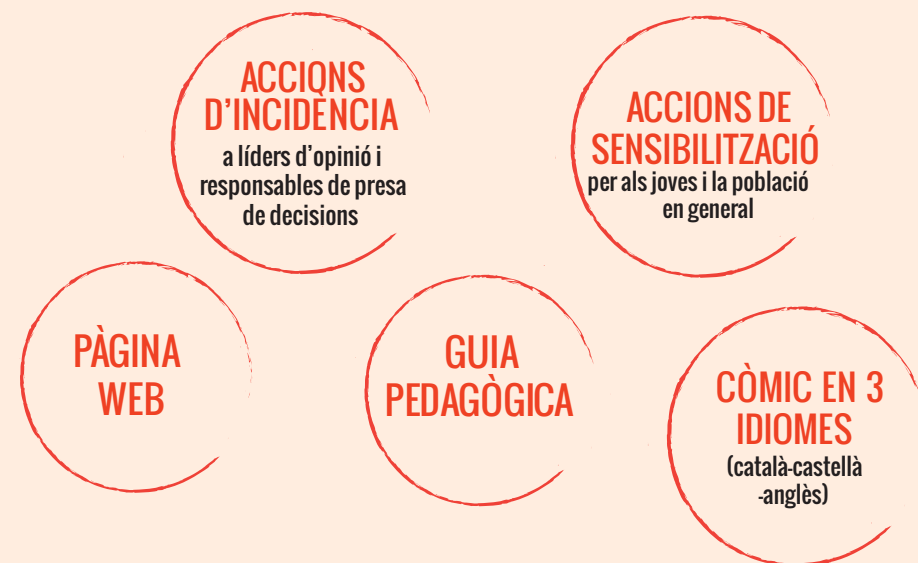 ACCIONS
D'INCIDÈNCIA
a líders d'opinió i
responsables de presa
de decisions
ACCIONS DE
SENSIBILITZACIÓ
per als joves i la població
en general
PÀGINA
WEB
GUIA
PEDAGÒGICA
CÒMIC EN 3
IDIOMES
(català-castellà
-anglès)